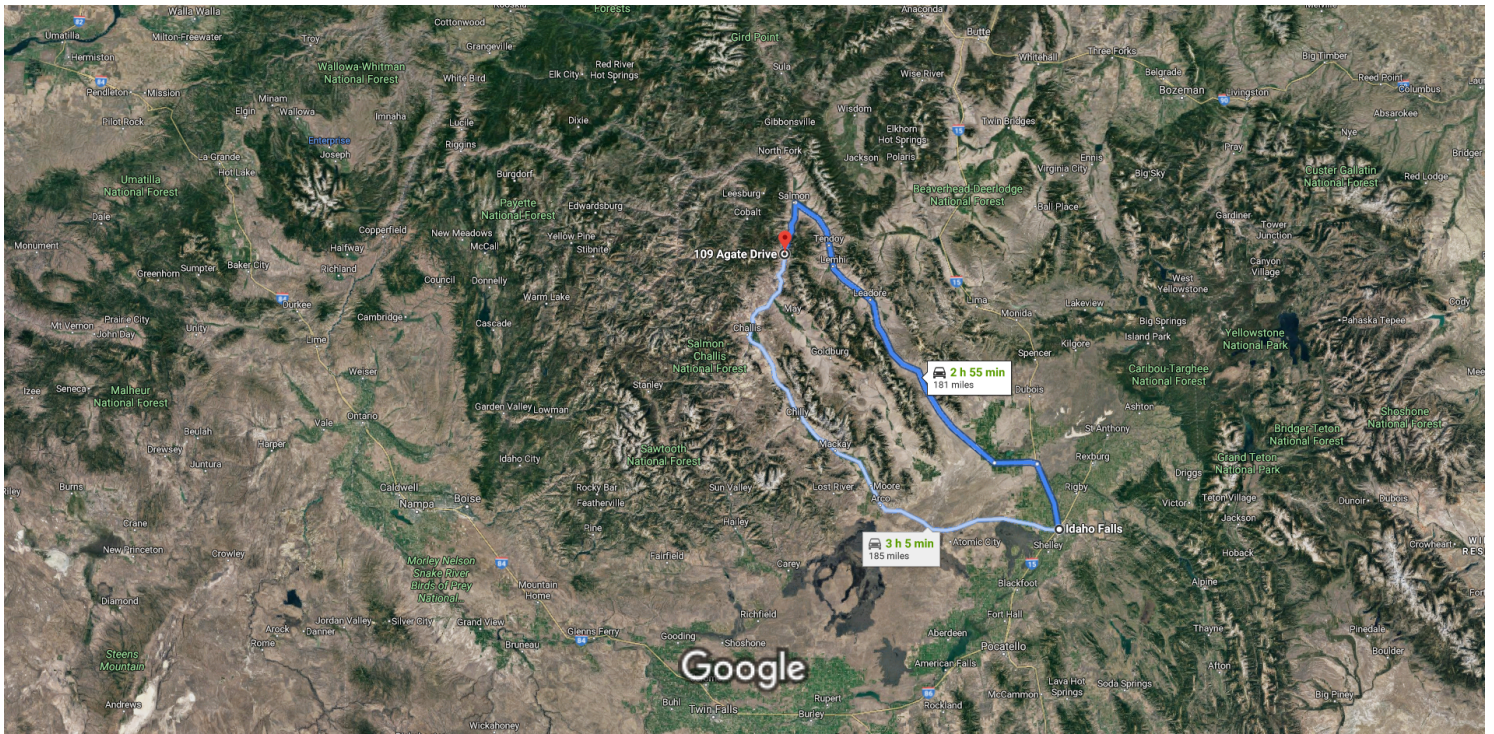 Walla Walla
82
Forests
Anaconda
Umatilla
Milton-Freewater
Troy
Cottonwood
Grangeville
Gird Point
Butte
Whitehall
Three Forks
Big Timber
Hermiston
Wallowa-Whitman
National Forest
White Bird
Elk City
Red River
Hot Springs
Sula
Wise River
Belgrade
Bozeman
Livingston
Reed Point
Columbus
84
Pendleton
Mission
Minam
Elgin
Wallowa
Imnaha
Lucile
Riggins
Dixie
Wisdom
Gibbonsville
Elkhorn
Hot Springs
Twin Bridges
15
90
Absarokee
Pilot Rock
Enterprise
Joseph
La Grande
Hot Lake
Burgdorf
North Fork
Jackson
Polaris
Virginia City
Ennis
Big Sky
Pray
Nye
Bridger
Umatilla
National Forest
Payette
National Forest
Edwardsburg
Leesburg
Salmon
Cobalt
Beaverhead-Deerlodge
National Forest
Ball Place
Custer Gallatin
National Forest
Red Lodge
Dale
Monument
Copperfield
Halfway
Richland
New Meadows
McCall
Yellow Pine
Stibnite
109 Agate Drive
Tendoy
Lemhi
Gardiner
Tower
Junction
Canyon
Village
Greenhorn
Sumpter
Baker City
84
Durkee
Council
Donnelly
Warm Lake
Leadore
15
Lima
Monida
Lakeview
West
Yellowstone
Cody
Prairie City
Mt Vernon
John Day
Unity
Lime
Cambridge
Cascade
May
Challis
Big Springs
Island Park
Pahaska Tepee
Yellowstone
National Park
Salmon
Challis
National Forest
Goldburg
Spencer
Kilgore
Izee
Seneca
Malheur
National Forest
Weiser
Stanley
2 h 55 min
181 miles
Dubois
Caribou-Targhee
National Forest
Ashton
Garden Valley
Lowman
Chilly
Mackay
St Anthony
Shoshone
National Forest
Bridger-Teton
National Forest
Beulah
Drewsey
Juntura
Vale
Ontario
Harper
Idaho City
Sawtooth
National Forest
Rexburg
Driggs
Grand Teton
National Park
Riley
Burns
Caldwell
Nampa
Boise
Rocky Bar
Featherville
Sun Valley
Lost River
Moore
Arco
Rigby
Victor
Teton Village
Jackson
Dunoir
Dubois
Crane
New Princeton
Crowley
Pine
Hailey
Idaho Falls
3 h 5 min
185 miles
Atomic City
Shelley
Hoback
Crowheart
Morley Nelson
Snake River
Birds of Prey
National
84
Fairfield
Carey
15
Blackfoot
Alpine
Diamond
Mountain
Home
Richfield
Fort Hall
Arock
Rome
Danner
Jordan Valley
Silver City
Grand View
Bruneau
Glenns Ferry
84
Gooding
Shoshone
Aberdeen
Pocatello
Thayne
Pinedale
Boulder
Steens
Mountain
Google
American Falls
Lava Hot
Springs
Soda Springs
Afton
Andrews
Buhl
Twin Falls
Rupert
Burley
86
Rockland
McCammon
Big Piney
Wickahoney